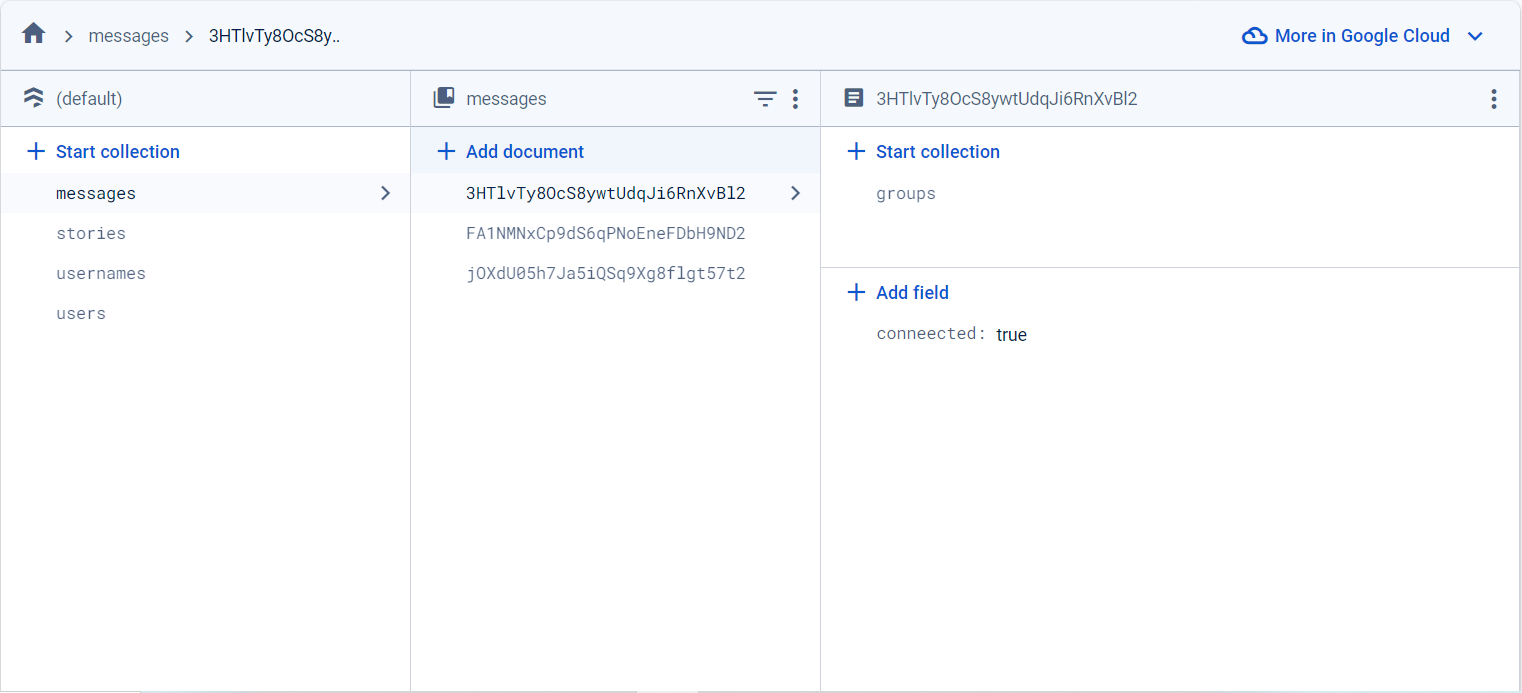 messages 3HTlvTy8OcS8y..
More in Google Cloud
(default)
messages
3HTlvTy8OcS8ywtUdqJi6RnXvBl2
Start collection
messages
stories
usernames
users
Add document
3HTlvTy8OcS8ywtUdqJi6RnXvBl2
FA1NMNxCp9dS6qPNoEneFDbH9ND2
jOXdU05h7Ja5iQSq9Xg8flgt57t2
Start collection
groups
Add field
conneected: true